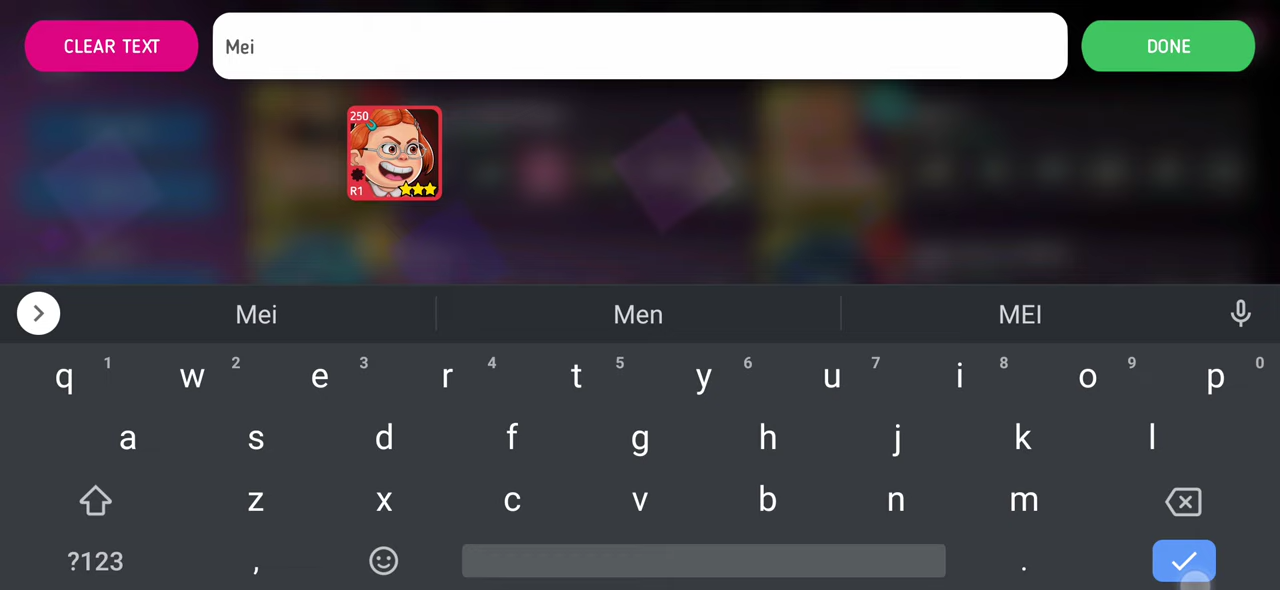 CLEAR TEXT
Mei
DONE
250
R1
Mei Men MEI
q 1 w 2 e 3 r 4 t 5 y 6 u 7 i 8 o 9 p 0
a s d f g h j k l
z x c v b n m
?123 , .